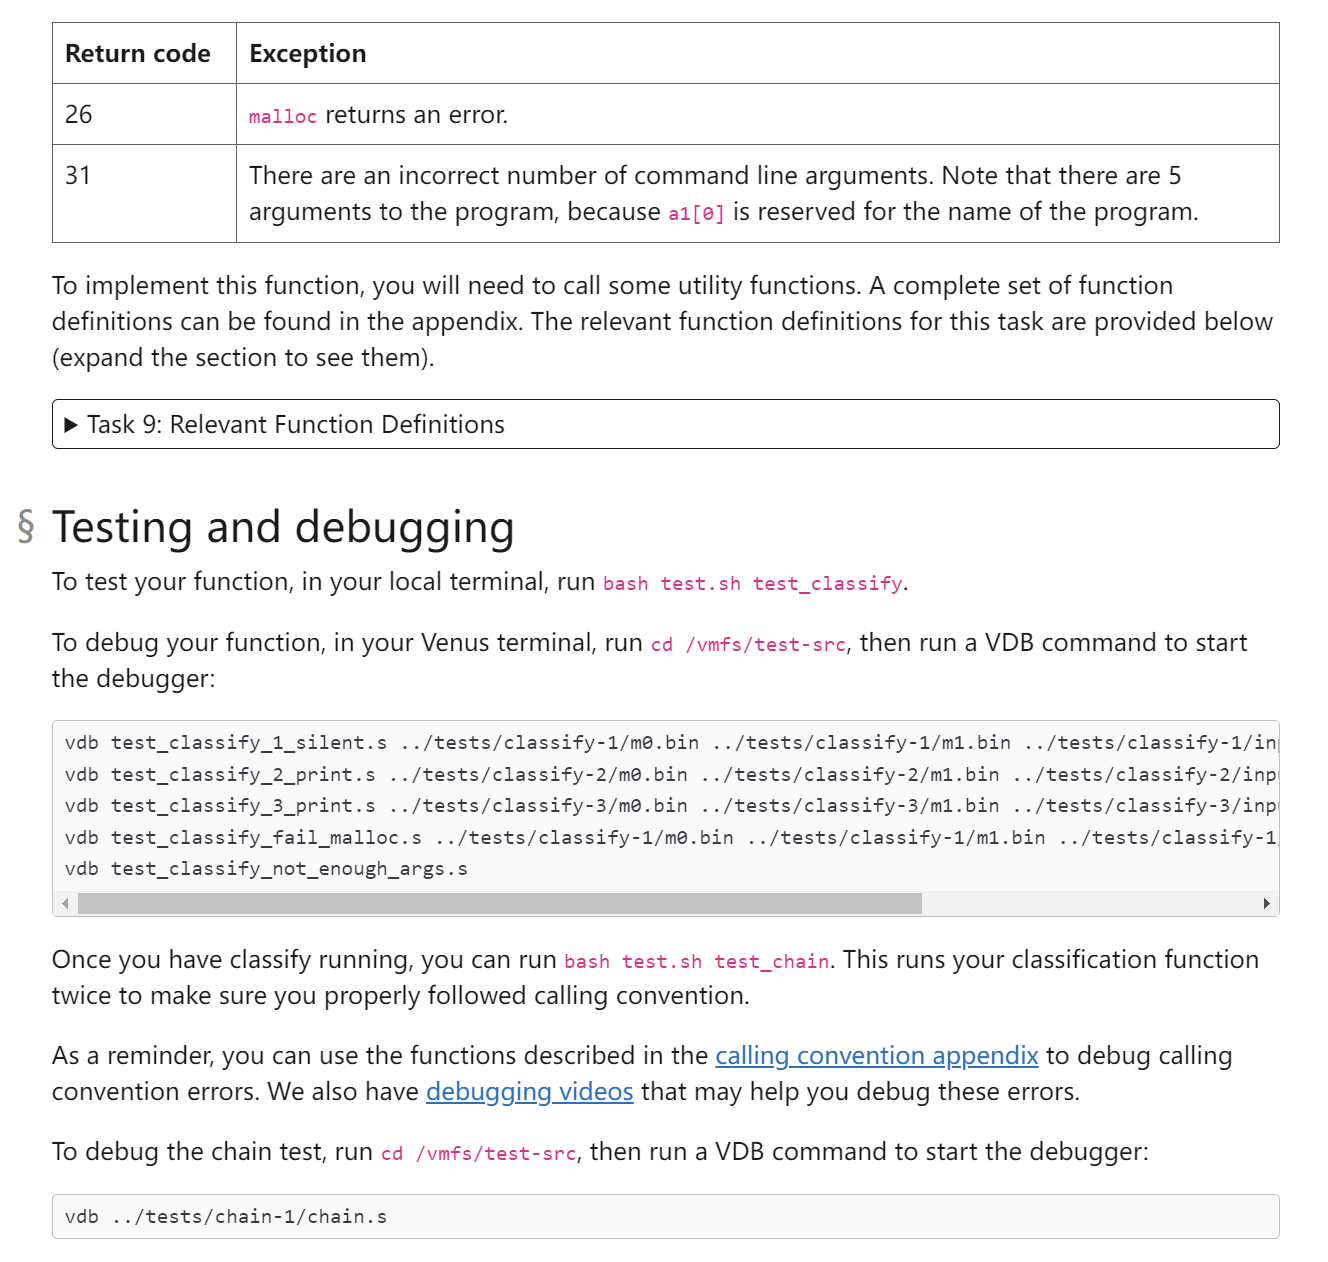 Return code Exception
26 malloc returns an error.
31 There are an incorrect number of command line arguments. Note that there are 5
arguments to the program, because a1[0] is reserved for the name of the program.
To implement this function, you will need to call some utility functions. A complete set of function
definitions can be found in the appendix. The relevant function definitions for this task are provided below
(expand the section to see them).
▶ Task 9: Relevant Function Definitions
§ Testing and debugging
To test your function, in your local terminal, run bash test.sh test_classify.
To debug your function, in your Venus terminal, run cd /vmfs/test-src, then run a VDB command to start
the debugger:
vdb test_classify_1_silent.s ../tests/classify-1/m0.bin ../tests/classify-1/m1.bin ../tests/classify-1/in
vdb test_classify_2_print.s ../tests/classify-2/m0.bin ../tests/classify-2/m1.bin ../tests/classify-2/inp
vdb test_classify_3_print.s ../tests/classify-3/m0.bin ../tests/classify-3/m1.bin ../tests/classify-3/inp
vdb test_classify_fail_malloc.s ../tests/classify-1/m0.bin ../tests/classify-1/m1.bin ../tests/classify-1
vdb test_classify_not_enough_args.s
Once you have classify running, you can run bash test.sh test_chain. This runs your classification function
twice to make sure you properly followed calling convention.
As a reminder, you can use the functions described in the calling convention appendix to debug calling
convention errors. We also have debugging videos that may help you debug these errors.
To debug the chain test, run cd /vmfs/test-src, then run a VDB command to start the debugger:
vdb ../tests/chain-1/chain.s